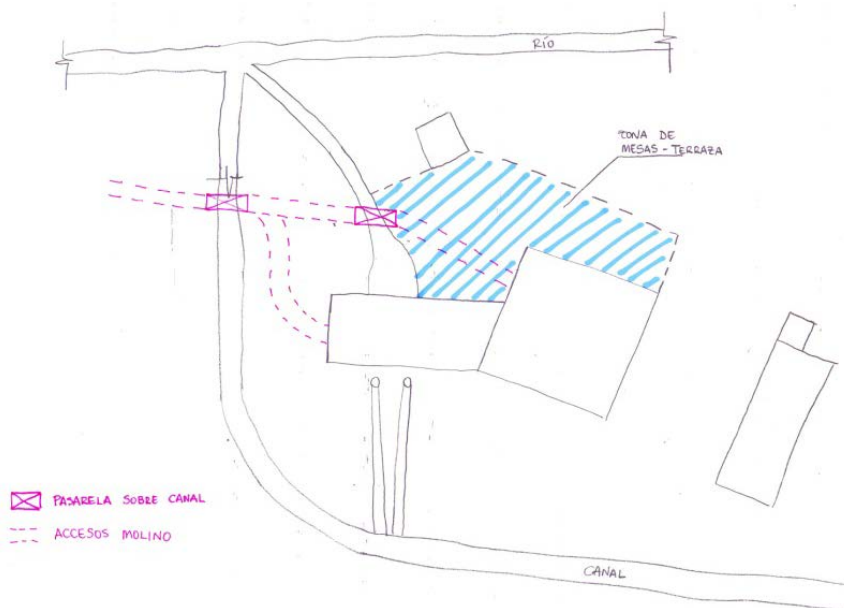 RÍO
ZONA DE
MESAS - TERRAZA
PASARELA SOBRE CANAL
ACCESOS MOLINO
CANAL